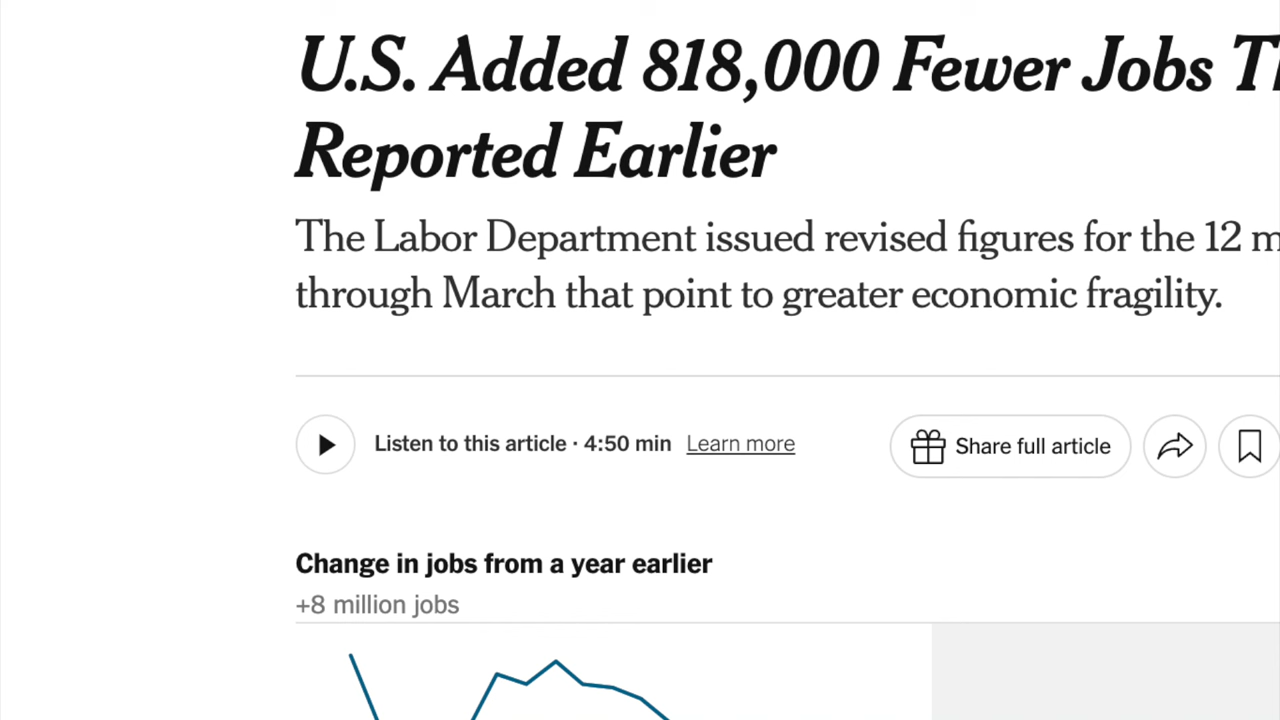 U.S. Added 818,000 Fewer Jobs
Reported Earlier
The Labor Department issued revised figures for the 12
through March that point to greater economic fragility.
Listen to this article · 4:50 min Learn more
Share full article
Change in jobs from a year earlier
+8 million jobs